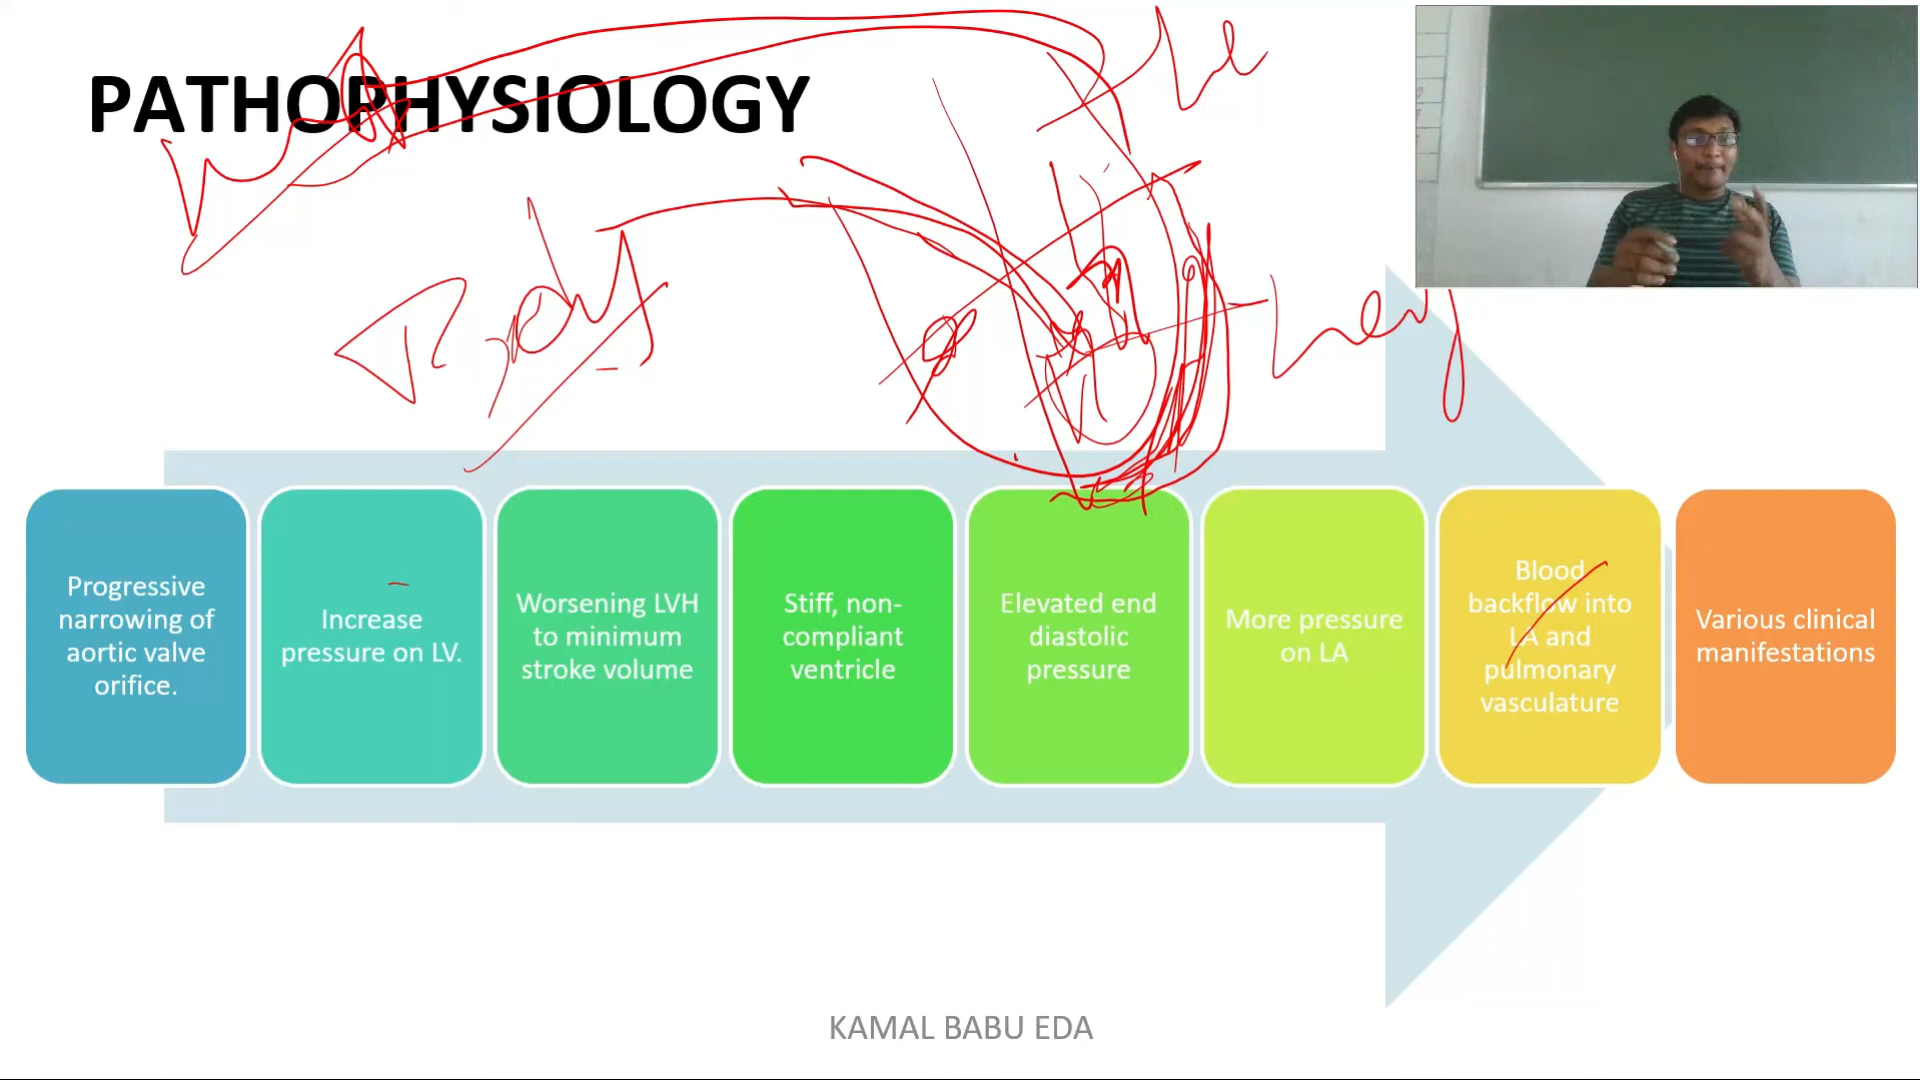 PATHOPHYSIOLOGY
Body
Progressive
narrowing of
aortic valve
orifice.
Increase
pressure on LV.
Worsening LVH
to minimum
stroke volume
Stiff, non-
compliant
ventricle
Elevated end
diastolic
pressure
More pressure
on LA
Blood
backflow into
LA and
pulmonary
vasculature
Various clinical
manifestations
KAMAL BABU EDA